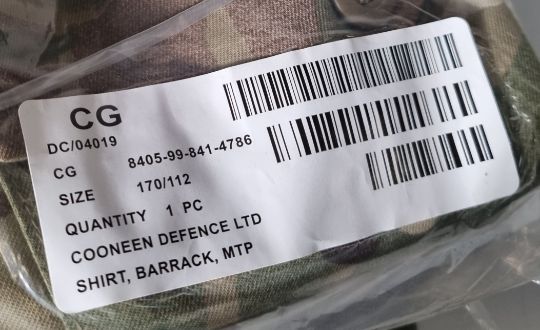 CG
DC/04019
CG 8405-99-841-4786
SIZE 170/112
QUANTITY 1 PC
COONEEN DEFENCE LTD
SHIRT, BARRACK, MTP